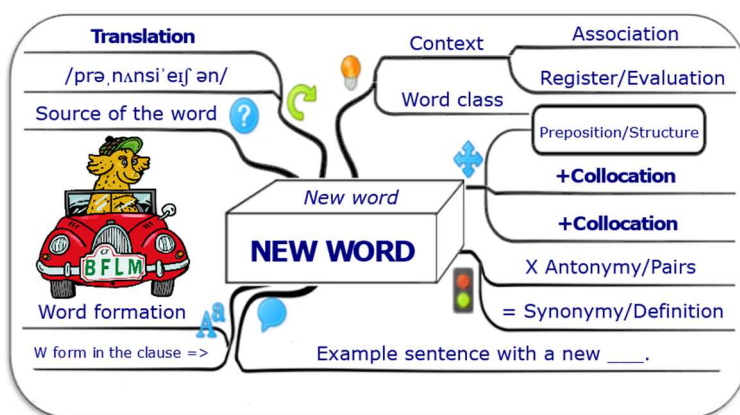 Translation
/prəˌnʌnsiˈeɪʃ ən/
Source of the word
Context
Association
Register/Evaluation
Word class
Preposition/Structure
+Collocation
+Collocation
New word
NEW WORD
X Antonymy/Pairs
= Synonymy/Definition
BFLM
Word formation
Aa
W form in the clause =>
Example sentence with a new ___.
?